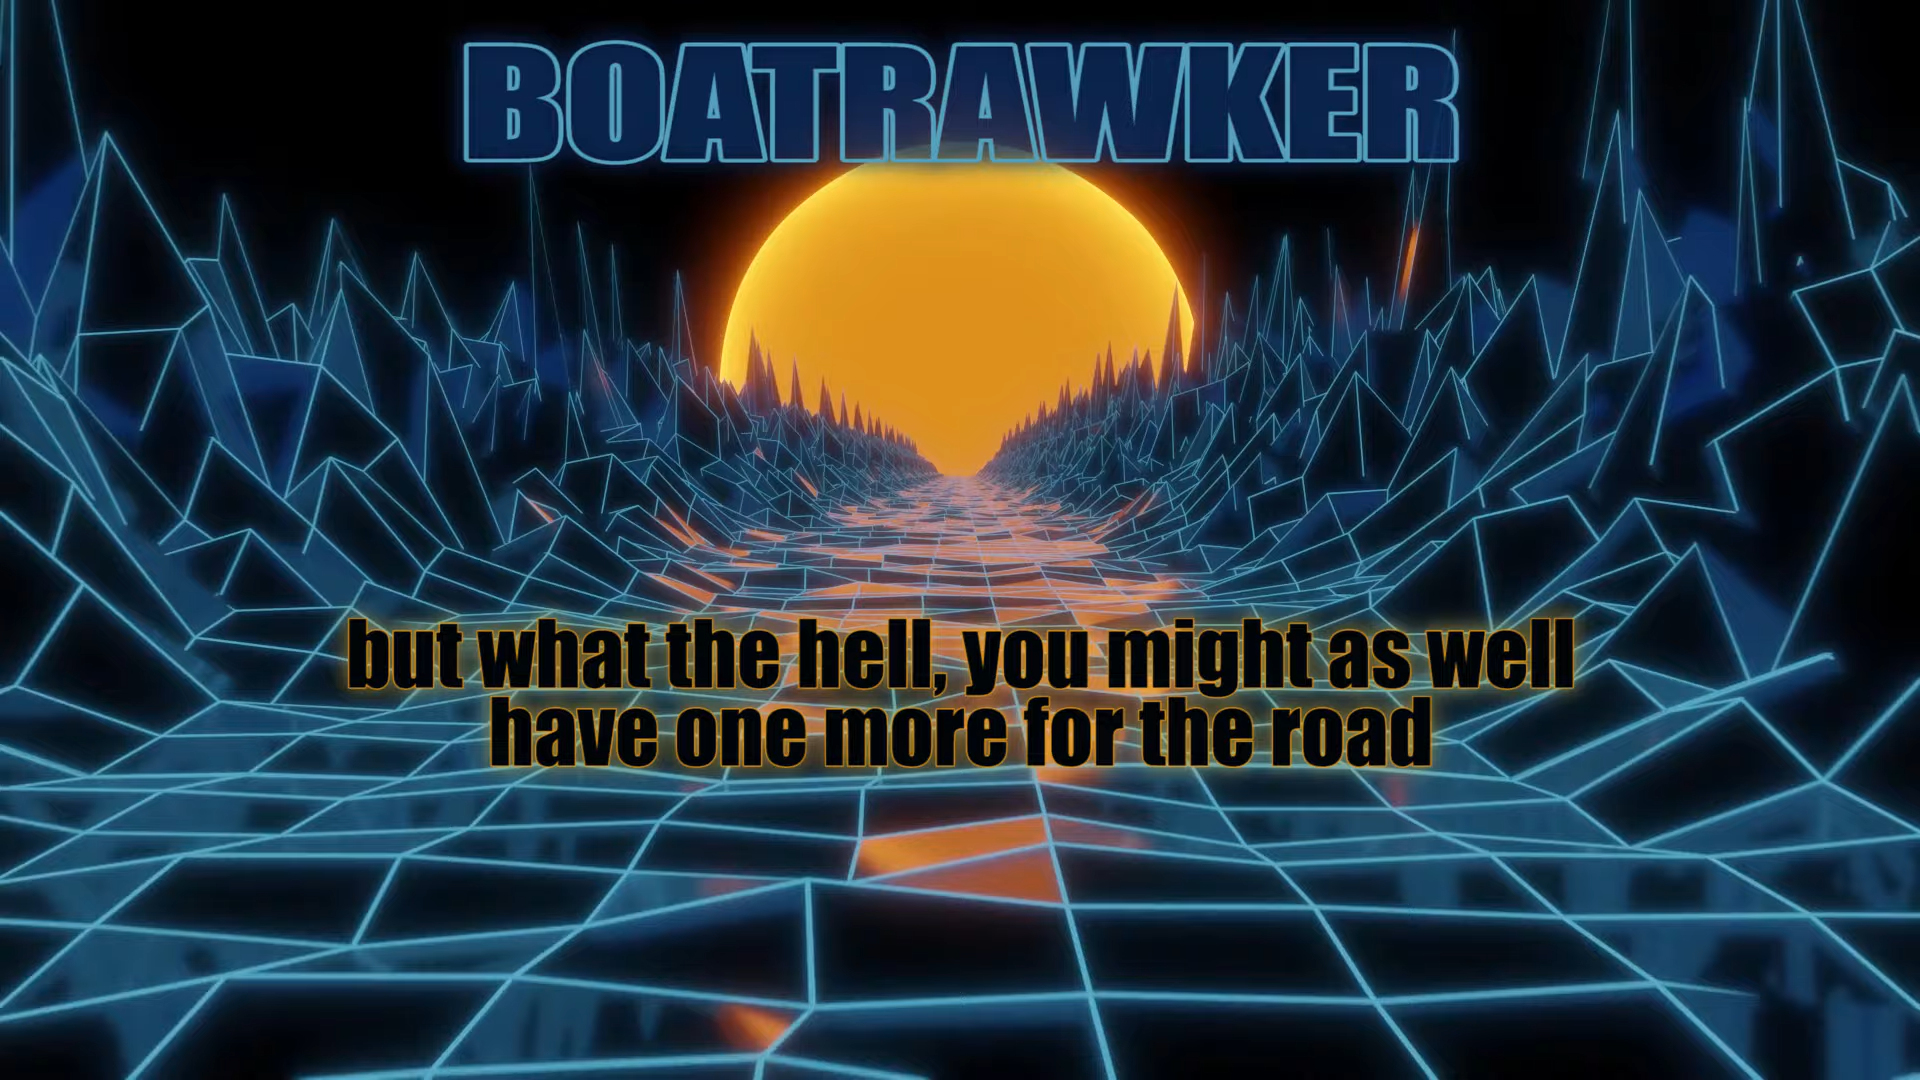 BOATRAWKER
but what the hell, you might as well
have one more for the road